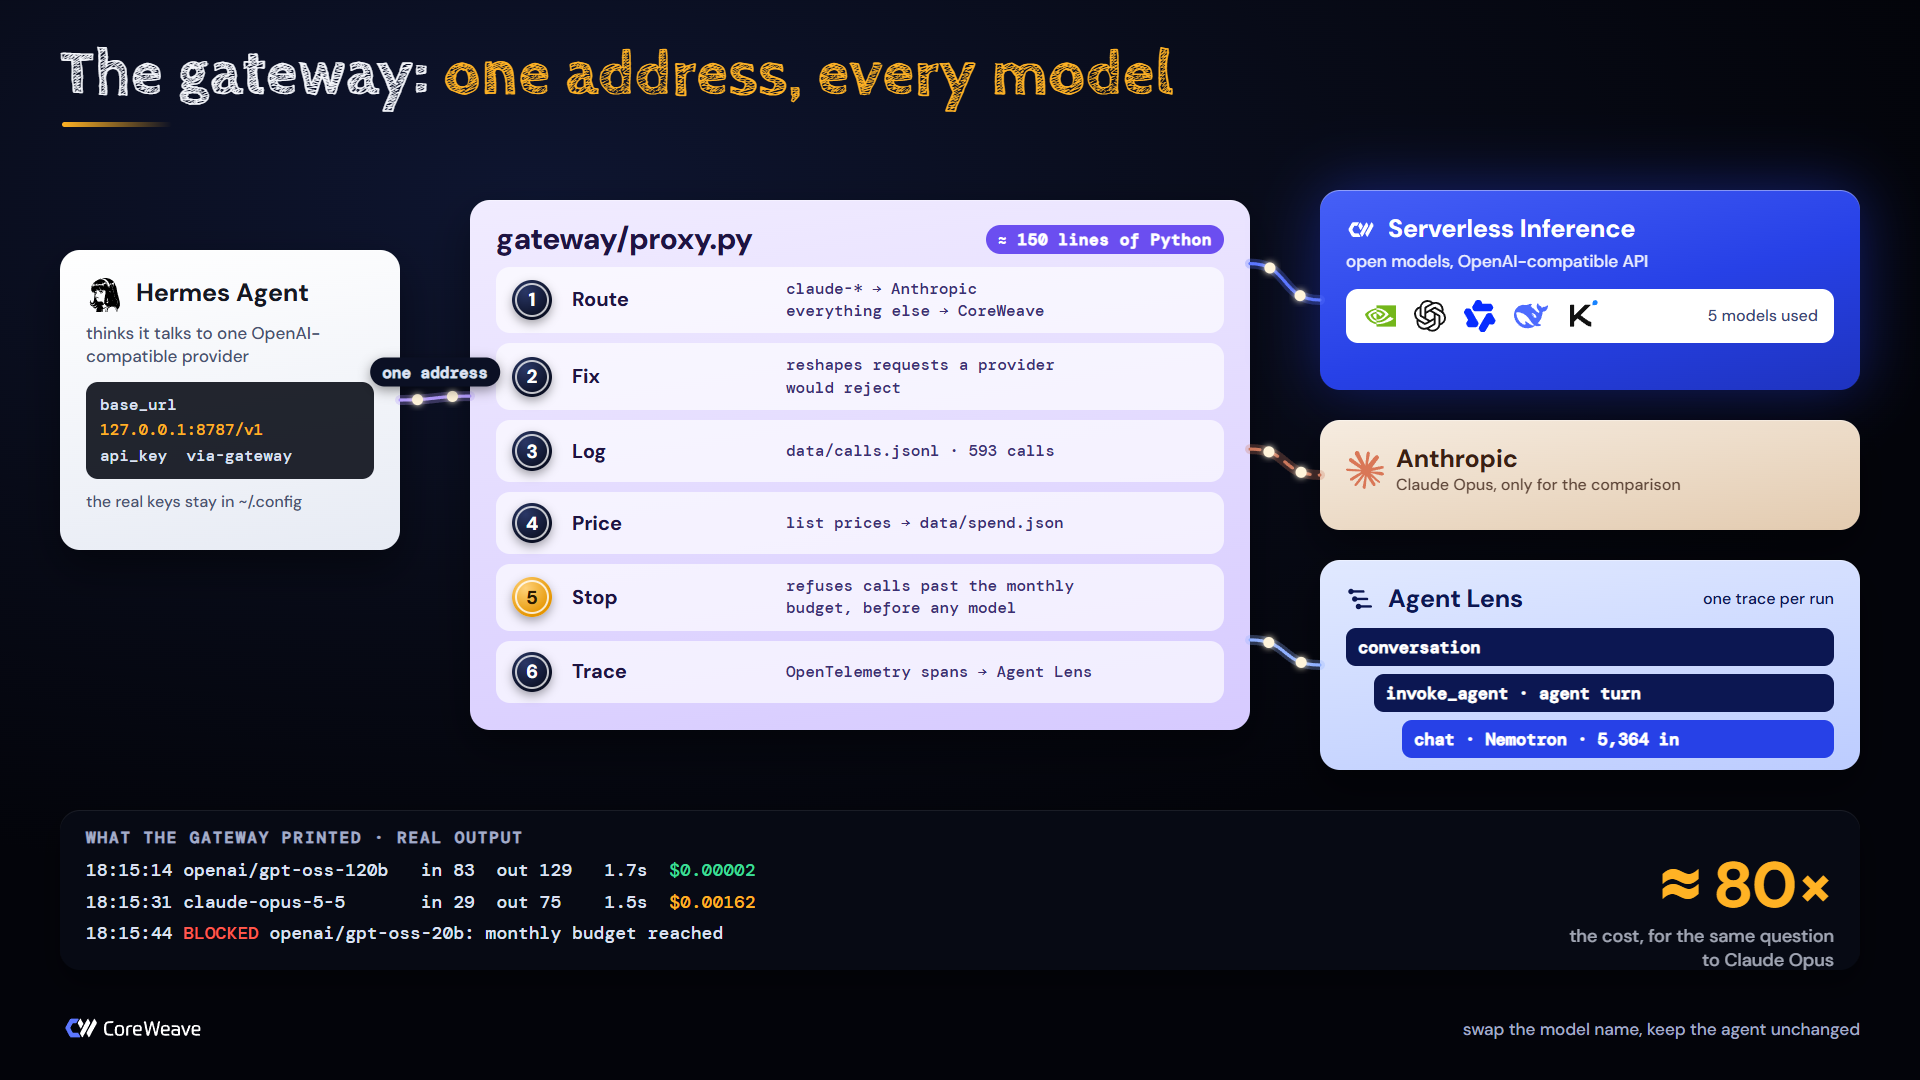 The gateway: one address, every model
Hermes Agent
thinks it talks to one OpenAI-
compatible provider
base_url
127.0.0.1:8787/v1
api_key via-gateway
the real keys stay in ~/.config
one address
gateway/proxy.py
≈ 150 lines of Python
1 Route
claude-* → Anthropic
everything else → CoreWeave
2 Fix
reshapes requests a provider
would reject
3 Log
data/calls.jsonl · 593 calls
4 Price
list prices → data/spend.json
5 Stop
refuses calls past the monthly
budget, before any model
6 Trace
OpenTelemetry spans → Agent Lens
Serverless Inference
open models, OpenAI-compatible API
5 models used
Anthropic
Claude Opus, only for the comparison
Agent Lens
one trace per run
conversation
invoke_agent · agent turn
chat · Nemotron · 5,364 in
WHAT THE GATEWAY PRINTED · REAL OUTPUT
18:15:14 openai/gpt-oss-120b in 83 out 129 1.7s $0.00002
18:15:31 claude-opus-5-5 in 29 out 75 1.5s $0.00162
18:15:44 BLOCKED openai/gpt-oss-20b: monthly budget reached
≈ 80×
the cost, for the same question
to Claude Opus
CoreWeave
swap the model name, keep the agent unchanged